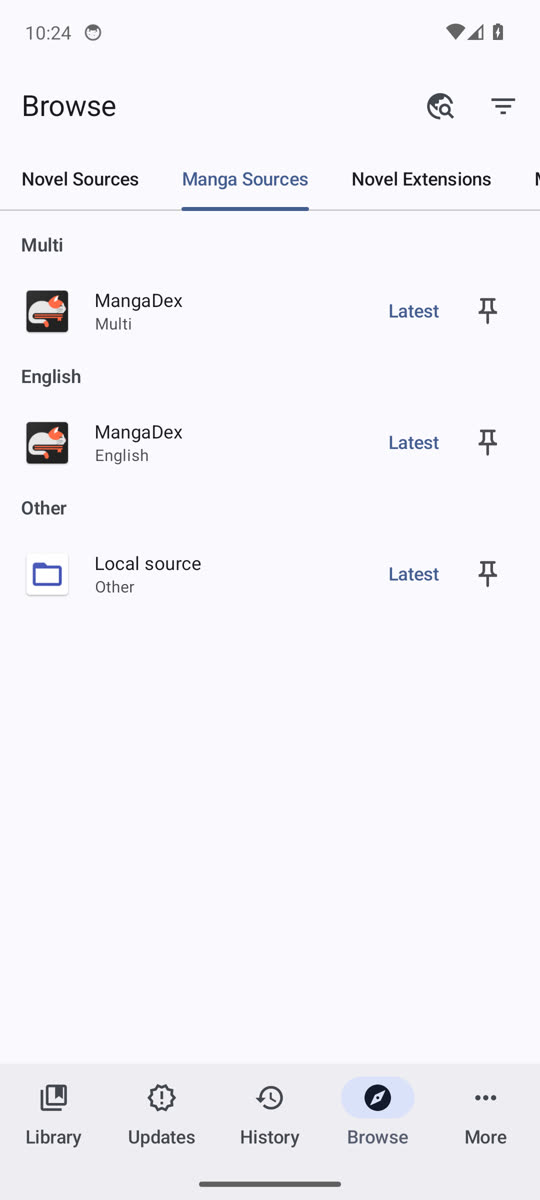 10:24
Browse
Novel Sources
Manga Sources
Novel Extensions
Multi
MangaDex
Multi
Latest
English
MangaDex
English
Latest
Other
Local source
Other
Latest
Library
Updates
History
Browse
More